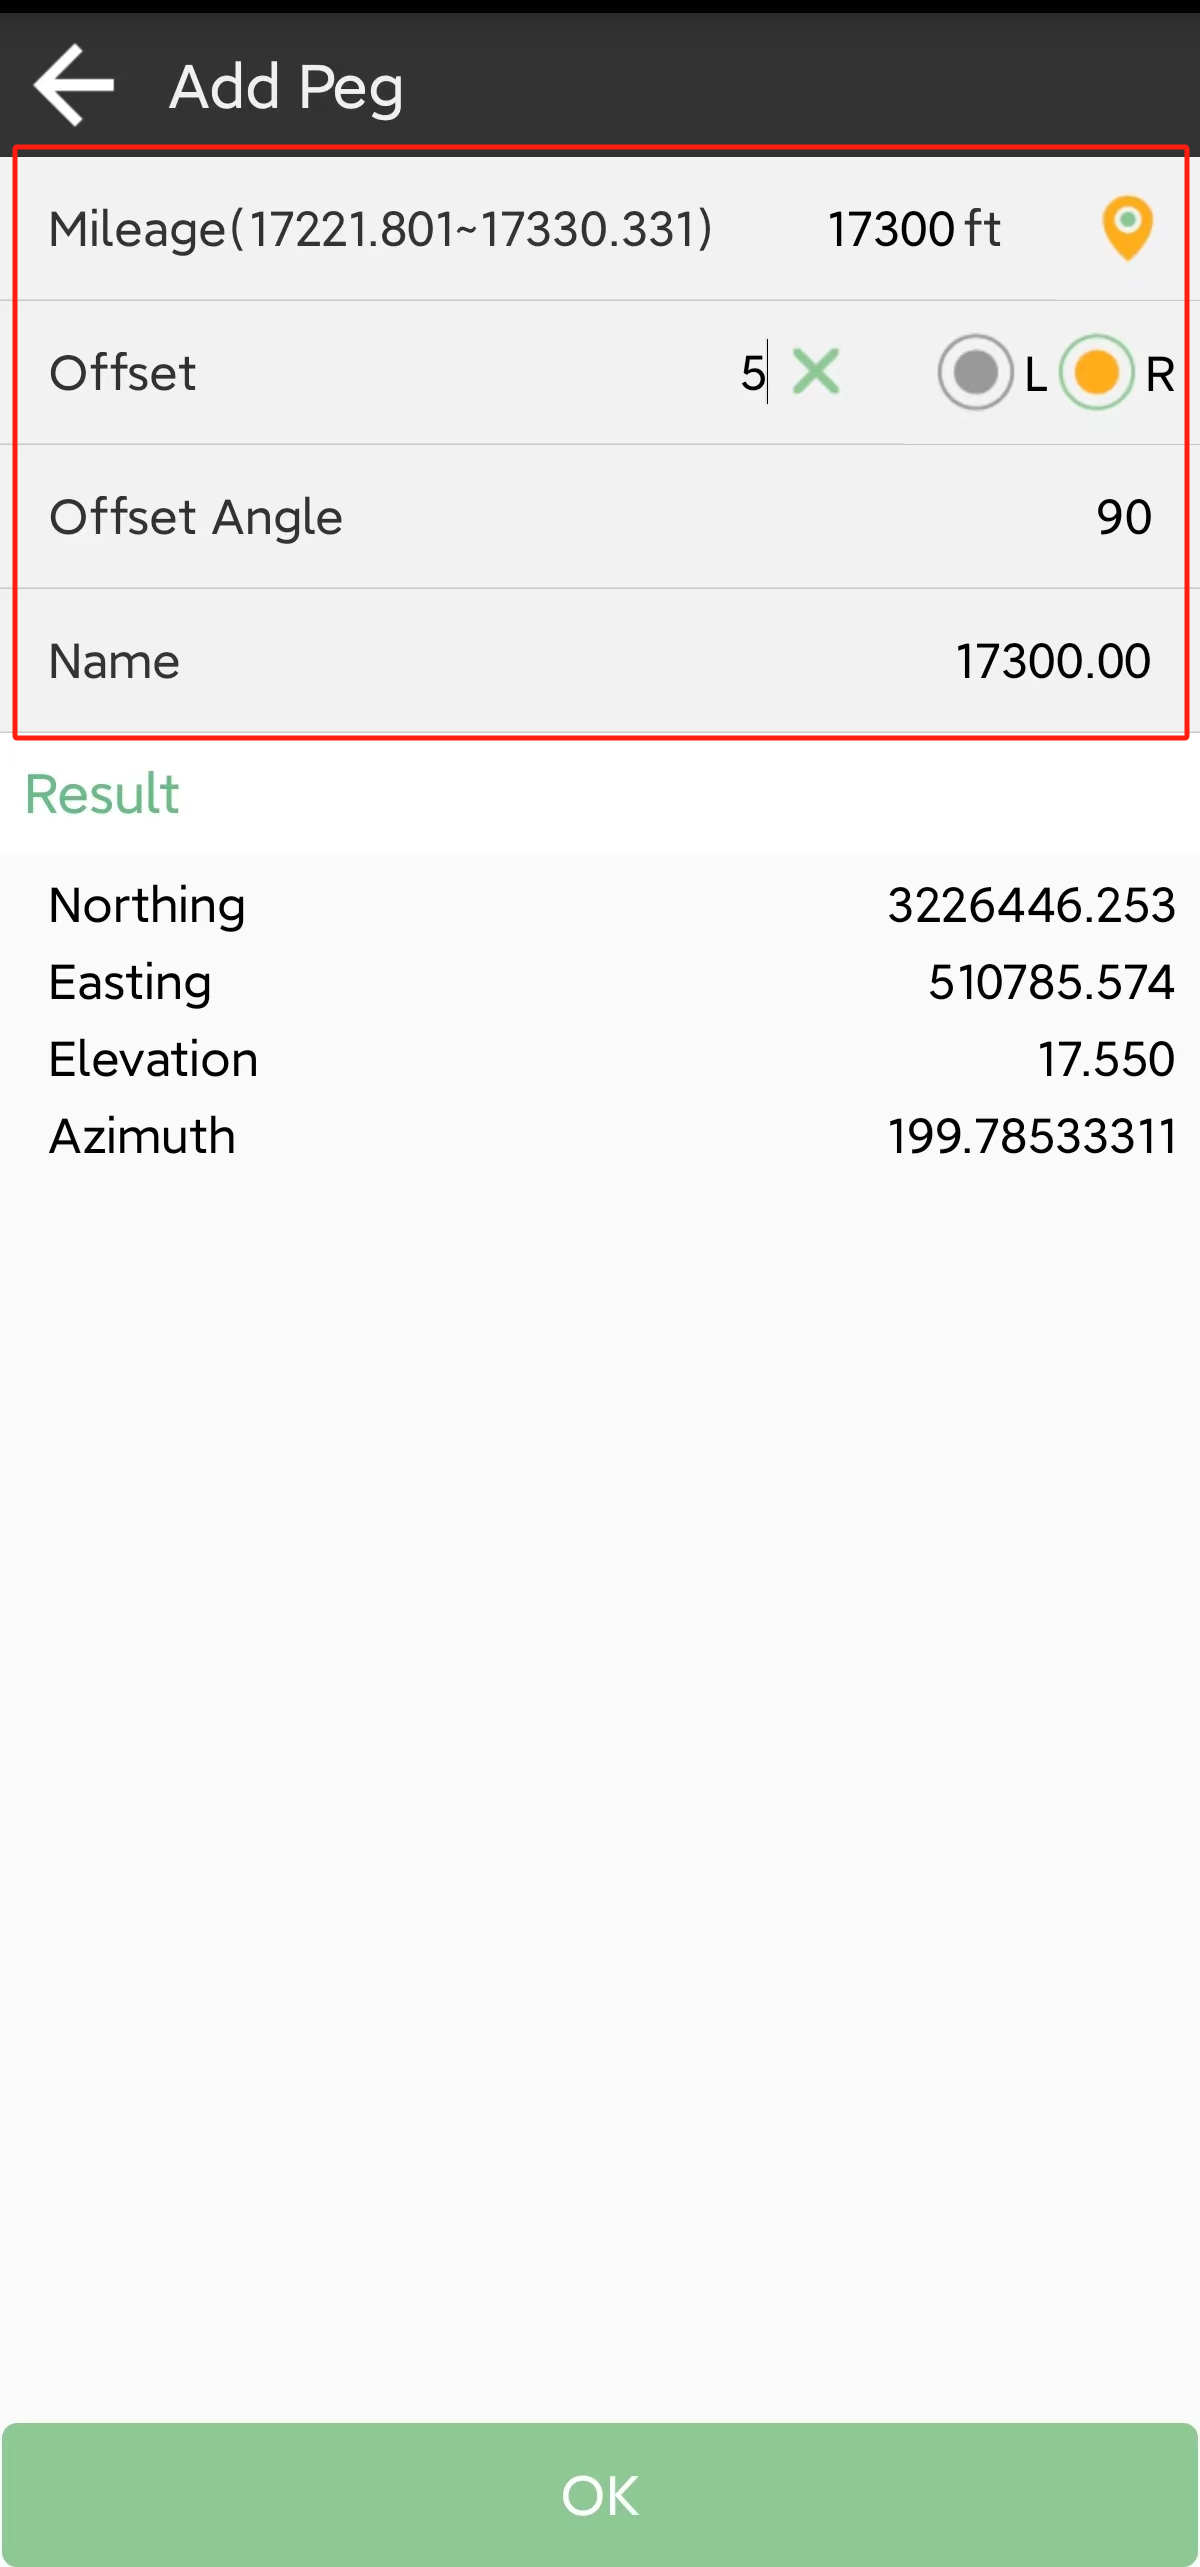 Add Peg
Mileage(17221.801~17330.331) 17300 ft
Offset 5 L R
Offset Angle 90
Name 17300.00
Result
Northing 3226446.253
Easting 510785.574
Elevation 17.550
Azimuth 199.78533311
OK